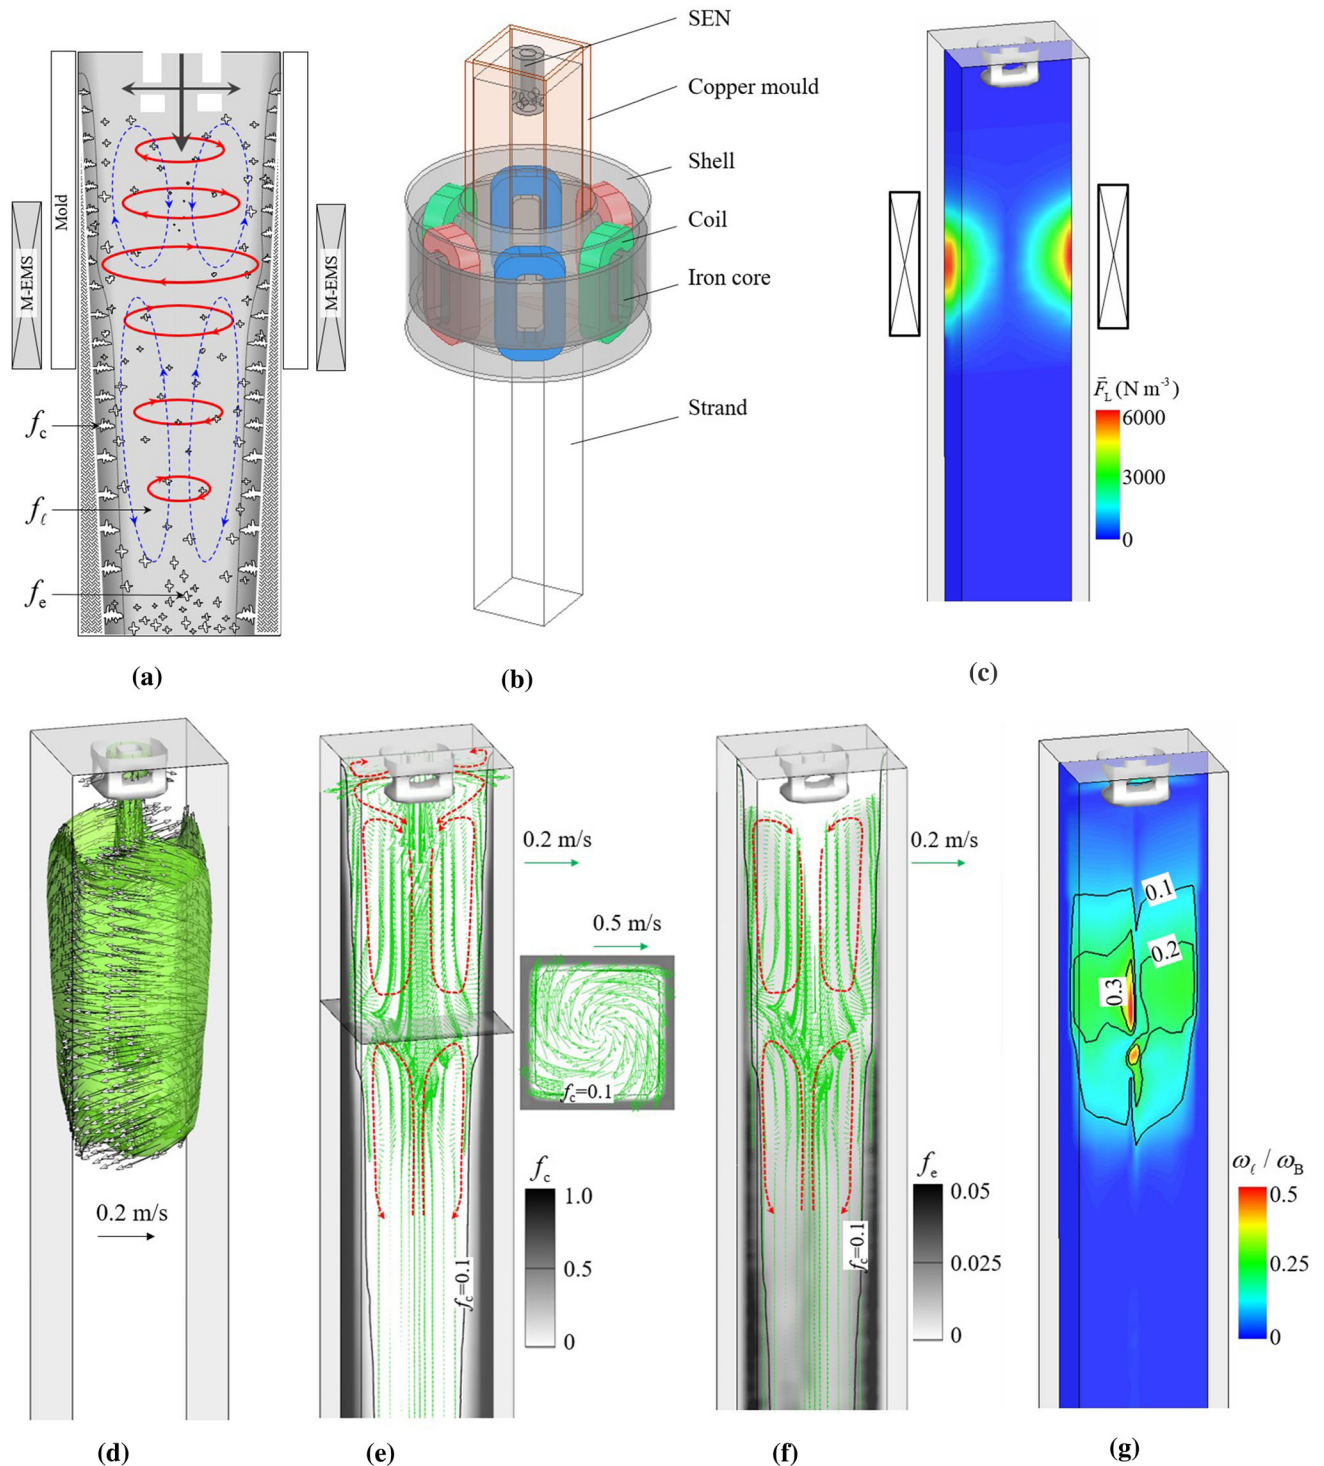 Mold
M-EMS
M-EMS
f_c
f_ℓ
f_e
(a)
SEN
Copper mould
Shell
Coil
Iron core
Strand
(b)
F⃗_L (N m⁻³)
6000
3000
0
(c)
0.2 m/s
(d)
0.2 m/s
0.5 m/s
f_c=0.1
f_c
1.0
0.5
0
f_c=0.1
(e)
0.2 m/s
f_e
0.05
0.025
0
f_c=0.1
(f)
0.1
0.2
0.3
ω_ℓ / ω_B
0.5
0.25
0
(g)